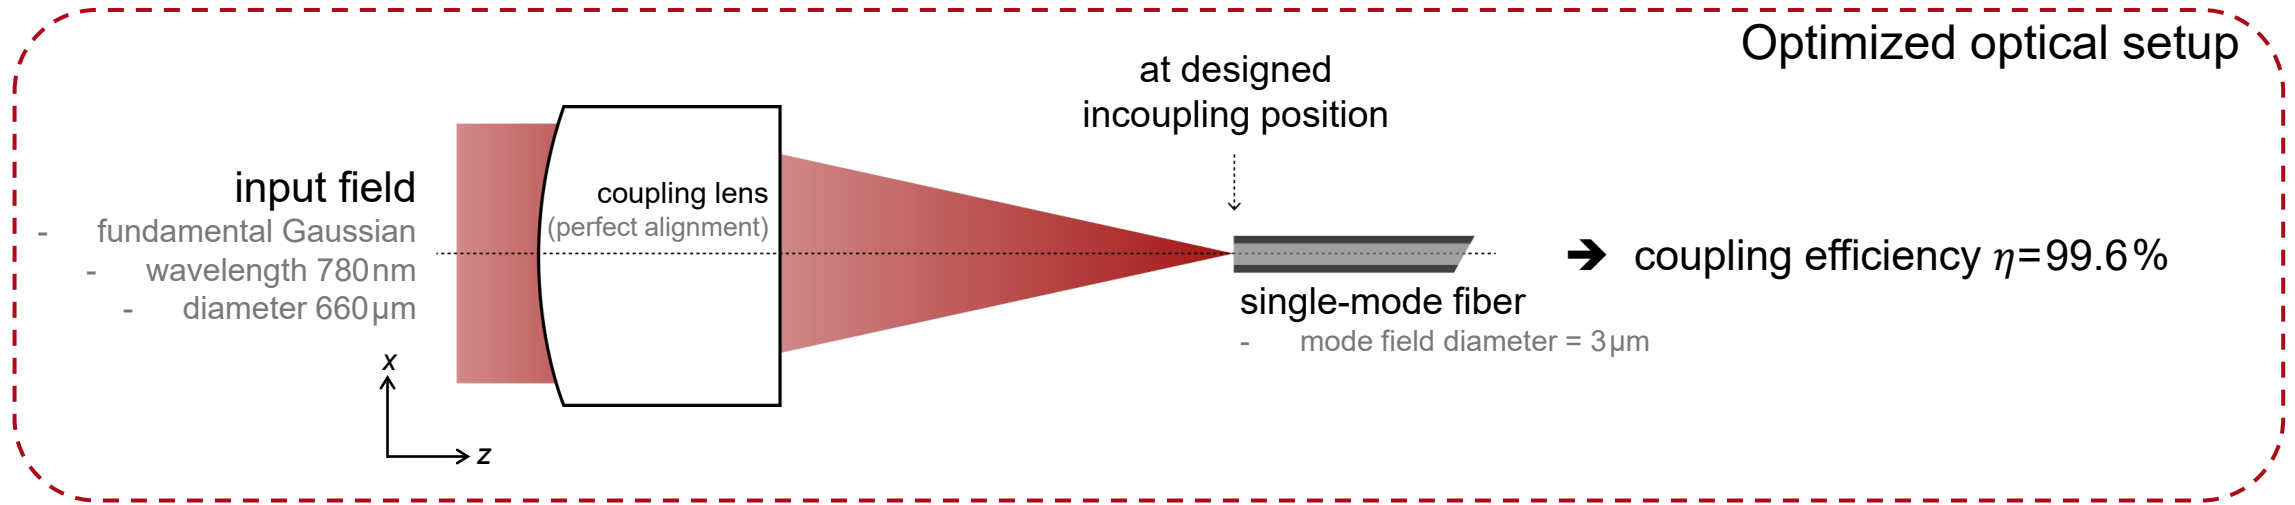 Optimized optical setup
at designed
incoupling position
input field
- fundamental Gaussian
- wavelength 780 nm
- diameter 660 µm
coupling lens
(perfect alignment)
➔ coupling efficiency η=99.6 %
single-mode fiber
- mode field diameter = 3 µm
x
z